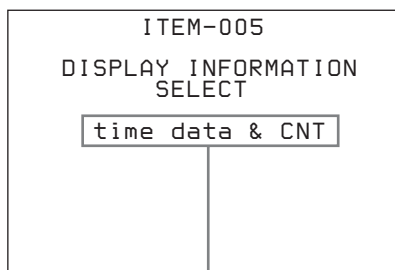 ITEM-005
DISPLAY INFORMATION
SELECT
time data & CNT